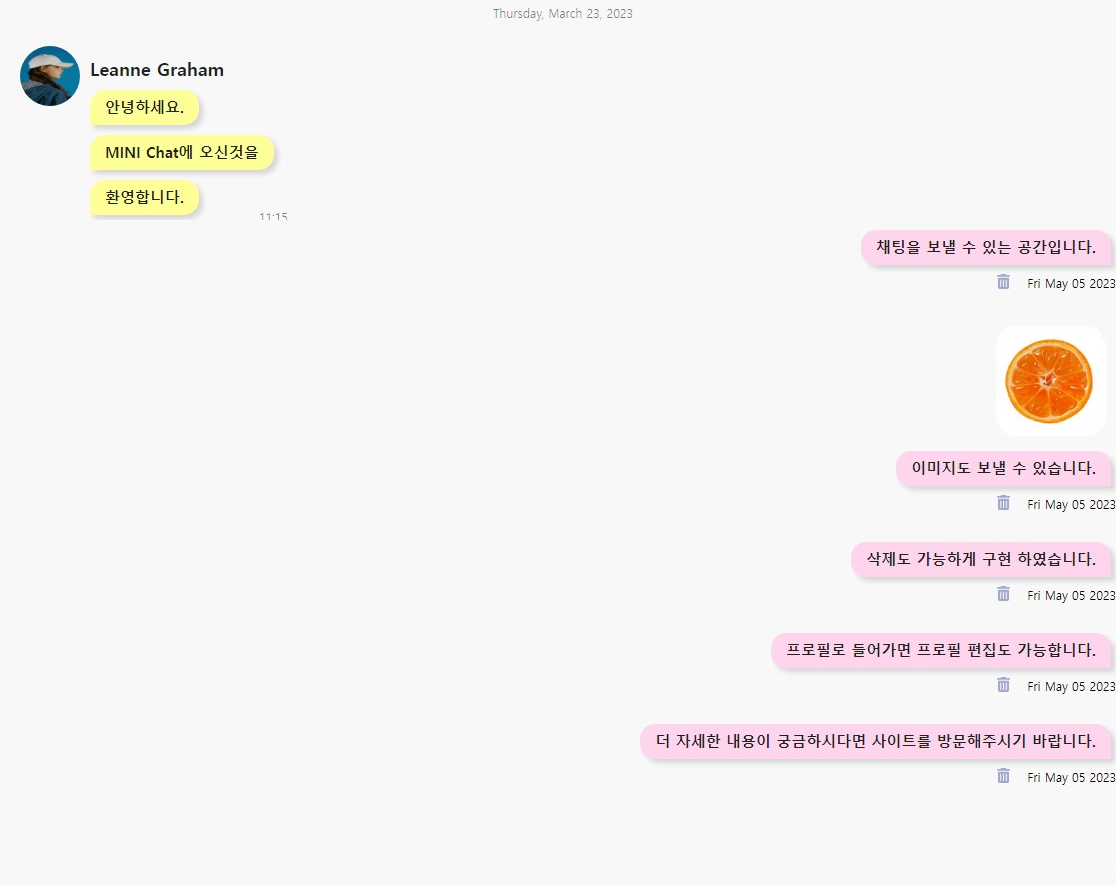 Thursday, March 23, 2023
Leanne Graham
안녕하세요.
MINI Chat에 오신것을
환영합니다.
11:15
채팅을 보낼 수 있는 공간입니다.
Fri May 05 2023
이미지도 보낼 수 있습니다.
Fri May 05 2023
삭제도 가능하게 구현 하였습니다.
Fri May 05 2023
프로필로 들어가면 프로필 편집도 가능합니다.
Fri May 05 2023
더 자세한 내용이 궁금하시다면 사이트를 방문해주시기 바랍니다.
Fri May 05 2023